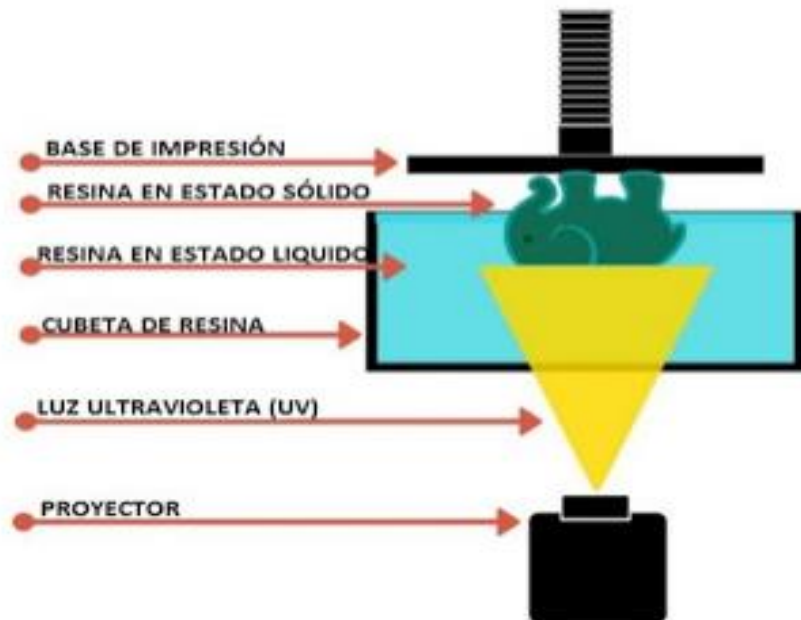 BASE DE IMPRESIÓN
RESINA EN ESTADO SÓLIDO
RESINA EN ESTADO LIQUIDO
CUBETA DE RESINA
LUZ ULTRAVIOLETA (UV)
PROYECTOR